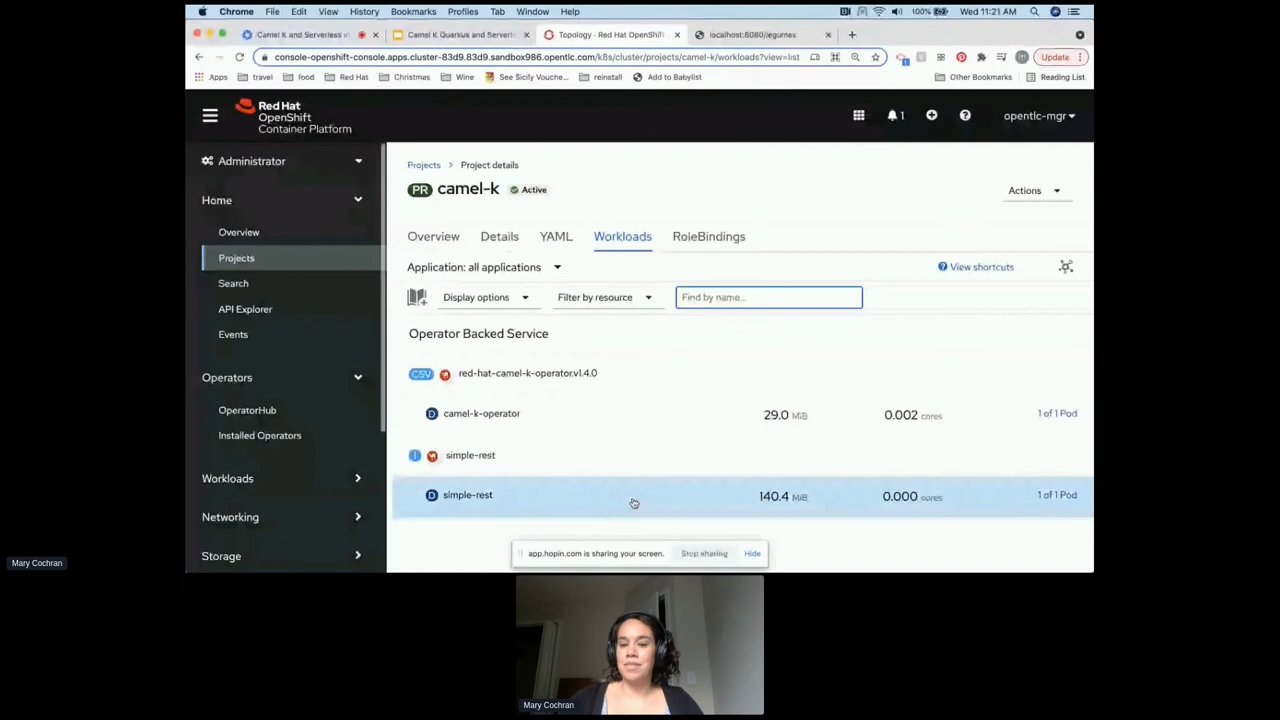 Chrome File Edit View History Bookmarks Profiles Tab Window Help 100% Wed 11:21 AM
Camel K and Serverless v Camel K Quarkus and Serverle Topology · Red Hat OpenShift localhost:8080/legumes
console-openshift-console.apps.cluster-83d9.83d9.sandbox986.opentlc.com/k8s/cluster/projects/camel-k/workloads?view=list Update
Apps travel food Red Hat Christmas Wine See Sicily Vouche... reinstall Add to Babylist Other Bookmarks Reading List
Red Hat
OpenShift
Container Platform
1 opentlc-mgr
Administrator
Home
Overview
Projects
Search
API Explorer
Events
Operators
OperatorHub
Installed Operators
Workloads
Networking
Storage
Projects > Project details
PR camel-k Active
Actions
Overview Details YAML Workloads RoleBindings
Application: all applications
View shortcuts
Display options Filter by resource Find by name...
Operator Backed Service
CSV red-hat-camel-k-operator.v1.4.0
D camel-k-operator 29.0 MiB 0.002 cores 1 of 1 Pod
I simple-rest
D simple-rest 140.4 MiB 0.000 cores 1 of 1 Pod
app.hopin.com is sharing your screen. Stop sharing Hide
Mary Cochran
Mary Cochran